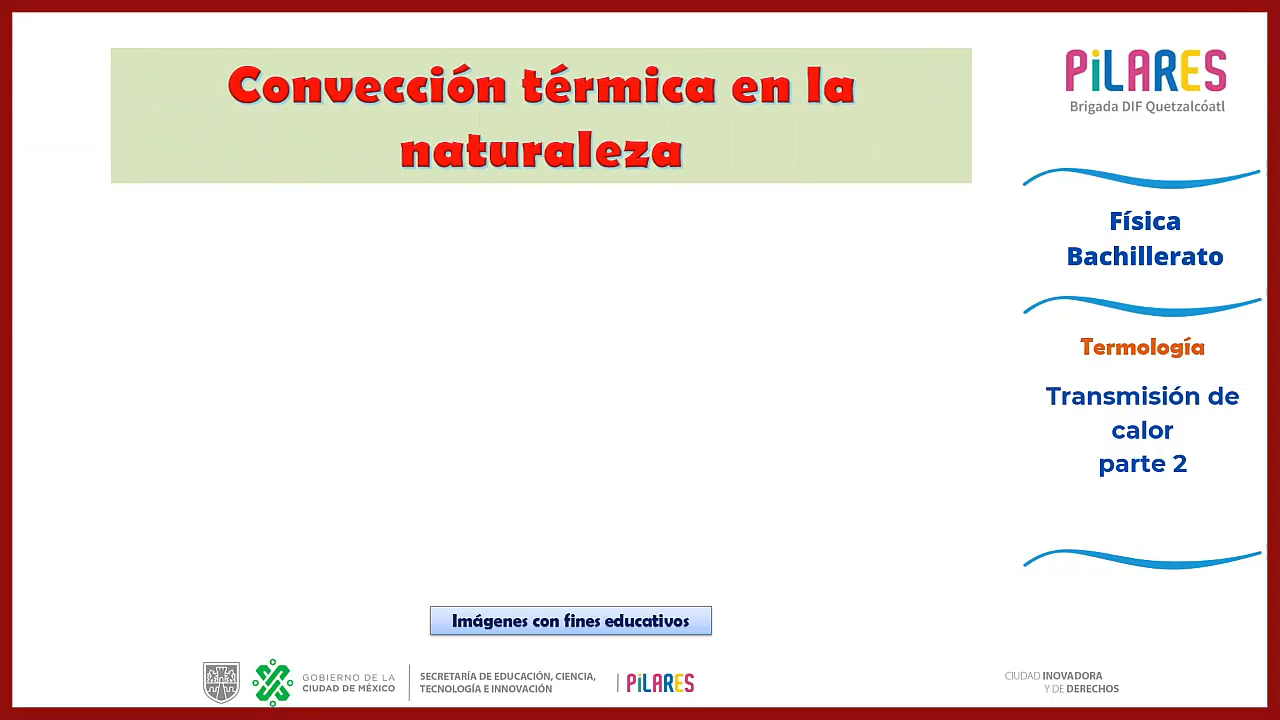 Convección térmica en la
naturaleza
PiLARES
Brigada DIF Quetzalcóatl
Física
Bachillerato
Termología
Transmisión de
calor
parte 2
Imágenes con fines educativos
GOBIERNO DE LA
CIUDAD DE MÉXICO
SECRETARÍA DE EDUCACIÓN, CIENCIA,
TECNOLOGÍA E INNOVACIÓN
PiLARES
CIUDAD INOVADORA
Y DE DERECHOS